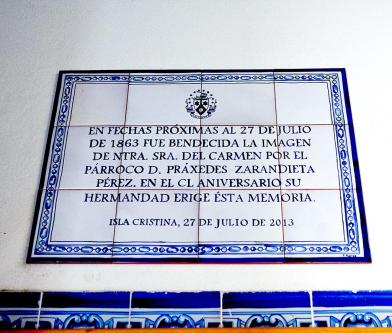 EN FECHAS PRÓXIMAS AL 27 DE JULIO
DE 1863 FUE BENDECIDA LA IMAGEN
DE NTRA. SRA. DEL CARMEN POR EL
PÁRROCO D. PRÁXEDES ZARANDIETA
PÉREZ. EN EL CL ANIVERSARIO SU
HERMANDAD ERIGE ÉSTA MEMORIA.
ISLA CRISTINA, 27 DE JULIO DE 2013